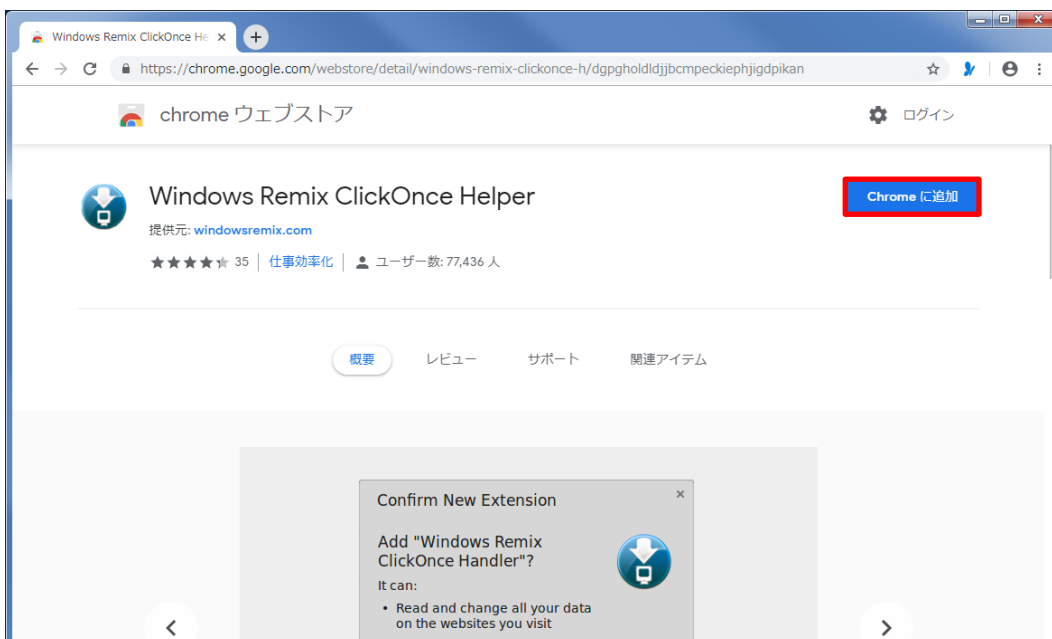 Windows Remix ClickOnce He
https://chrome.google.com/webstore/detail/windows-remix-clickonce-h/dgpgholdldjjbcmpeckiephjigdpikan
chrome ウェブストア
ログイン
Windows Remix ClickOnce Helper
Chrome に追加
提供元: windowsremix.com
35 仕事効率化 ユーザー数: 77,436 人
概要 レビュー サポート 関連アイテム
Confirm New Extension
Add "Windows Remix
ClickOnce Handler"?
It can:
• Read and change all your data
on the websites you visit